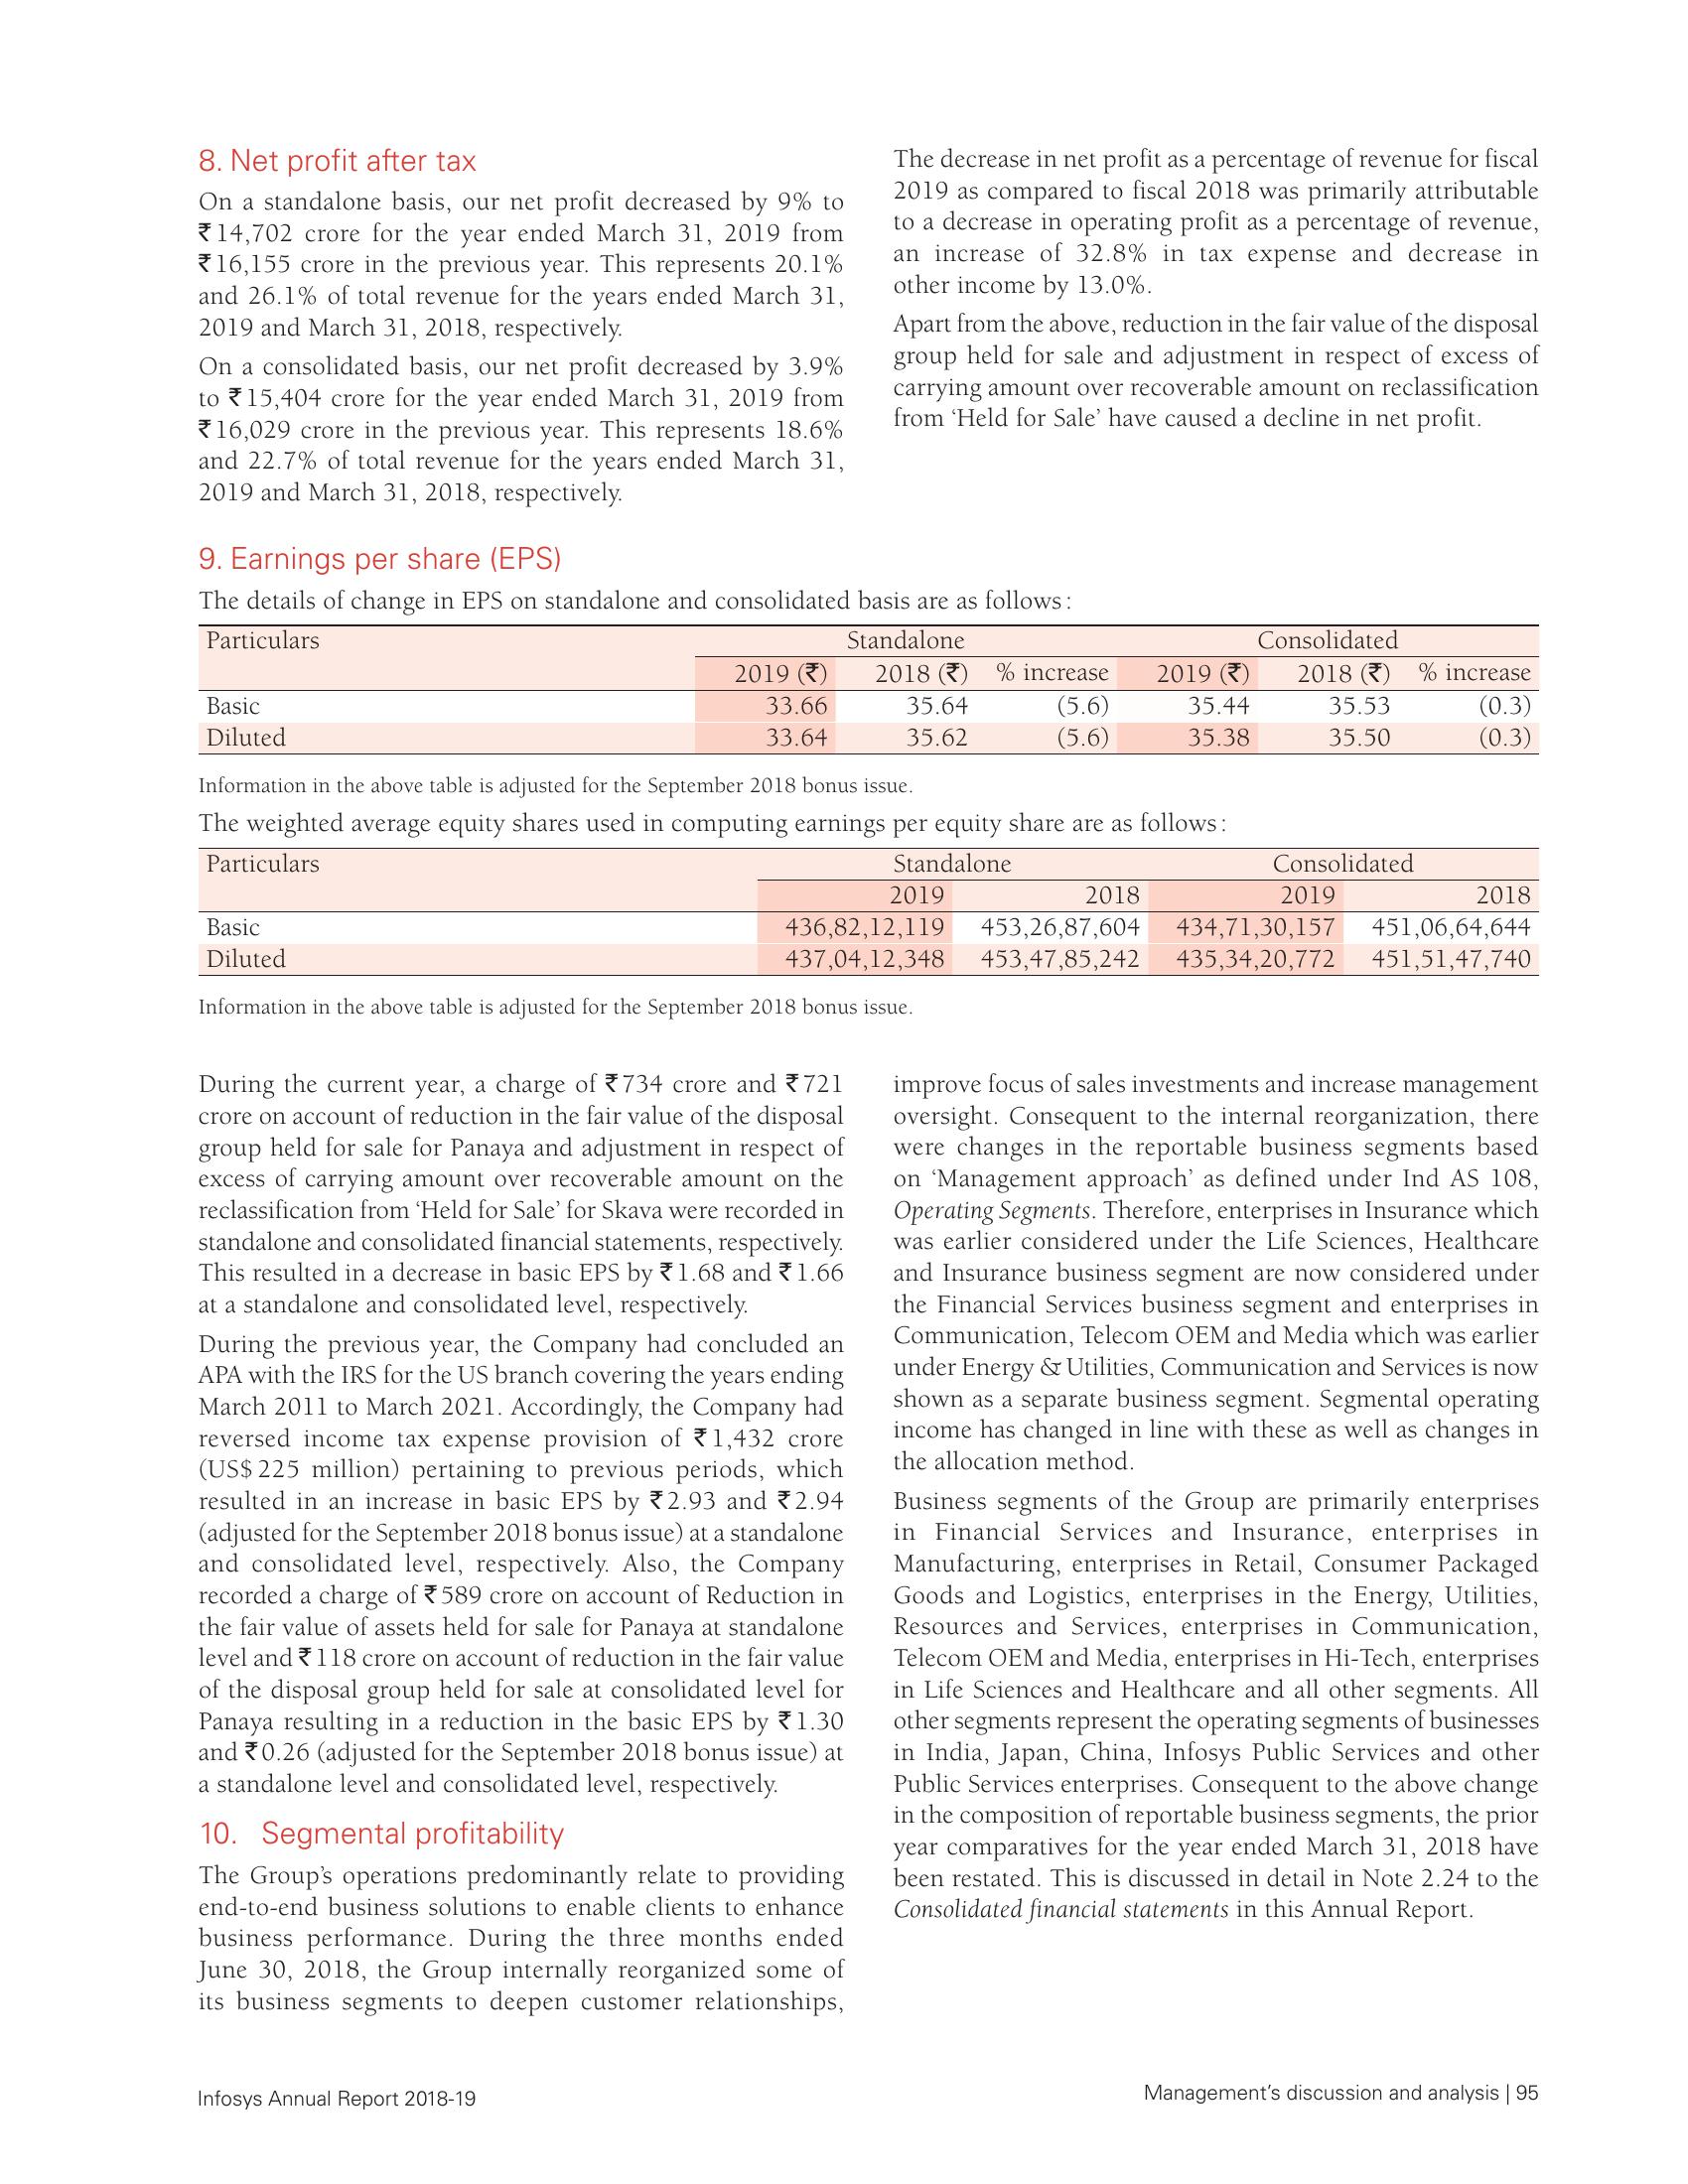 8. Net profit after tax
On a standalone basis, our net profit decreased by 9% to
₹ 14,702 crore for the year ended March 31, 2019 from
₹ 16,155 crore in the previous year. This represents 20.1%
and 26.1% of total revenue for the years ended March 31,
2019 and March 31, 2018, respectively.
On a consolidated basis, our net profit decreased by 3.9%
to ₹ 15,404 crore for the year ended March 31, 2019 from
₹ 16,029 crore in the previous year. This represents 18.6%
and 22.7% of total revenue for the years ended March 31,
2019 and March 31, 2018, respectively.
The decrease in net profit as a percentage of revenue for fiscal
2019 as compared to fiscal 2018 was primarily attributable
to a decrease in operating profit as a percentage of revenue,
an increase of 32.8% in tax expense and decrease in
other income by 13.0%.
Apart from the above, reduction in the fair value of the disposal
group held for sale and adjustment in respect of excess of
carrying amount over recoverable amount on reclassification
from ‘Held for Sale’ have caused a decline in net profit.
9. Earnings per share (EPS)
The details of change in EPS on standalone and consolidated basis are as follows :
Particulars Standalone Consolidated
2019 (₹) 2018 (₹) % increase 2019 (₹) 2018 (₹) % increase
Basic 33.66 35.64 (5.6) 35.44 35.53 (0.3)
Diluted 33.64 35.62 (5.6) 35.38 35.50 (0.3)
Information in the above table is adjusted for the September 2018 bonus issue.
The weighted average equity shares used in computing earnings per equity share are as follows :
Particulars Standalone Consolidated
2019 2018 2019 2018
Basic 436,82,12,119 453,26,87,604 434,71,30,157 451,06,64,644
Diluted 437,04,12,348 453,47,85,242 435,34,20,772 451,51,47,740
Information in the above table is adjusted for the September 2018 bonus issue.
During the current year, a charge of ₹ 734 crore and ₹ 721
crore on account of reduction in the fair value of the disposal
group held for sale for Panaya and adjustment in respect of
excess of carrying amount over recoverable amount on the
reclassification from ‘Held for Sale’ for Skava were recorded in
standalone and consolidated financial statements, respectively.
This resulted in a decrease in basic EPS by ₹ 1.68 and ₹ 1.66
at a standalone and consolidated level, respectively.
During the previous year, the Company had concluded an
APA with the IRS for the US branch covering the years ending
March 2011 to March 2021. Accordingly, the Company had
reversed income tax expense provision of ₹ 1,432 crore
(US$ 225 million) pertaining to previous periods, which
resulted in an increase in basic EPS by ₹ 2.93 and ₹ 2.94
(adjusted for the September 2018 bonus issue) at a standalone
and consolidated level, respectively. Also, the Company
recorded a charge of ₹ 589 crore on account of Reduction in
the fair value of assets held for sale for Panaya at standalone
level and ₹ 118 crore on account of reduction in the fair value
of the disposal group held for sale at consolidated level for
Panaya resulting in a reduction in the basic EPS by ₹ 1.30
and ₹ 0.26 (adjusted for the September 2018 bonus issue) at
a standalone level and consolidated level, respectively.
10. Segmental profitability
The Group’s operations predominantly relate to providing
end-to-end business solutions to enable clients to enhance
business performance. During the three months ended
June 30, 2018, the Group internally reorganized some of
its business segments to deepen customer relationships,
improve focus of sales investments and increase management
oversight. Consequent to the internal reorganization, there
were changes in the reportable business segments based
on ‘Management approach’ as defined under Ind AS 108,
Operating Segments. Therefore, enterprises in Insurance which
was earlier considered under the Life Sciences, Healthcare
and Insurance business segment are now considered under
the Financial Services business segment and enterprises in
Communication, Telecom OEM and Media which was earlier
under Energy & Utilities, Communication and Services is now
shown as a separate business segment. Segmental operating
income has changed in line with these as well as changes in
the allocation method.
Business segments of the Group are primarily enterprises
in Financial Services and Insurance, enterprises in
Manufacturing, enterprises in Retail, Consumer Packaged
Goods and Logistics, enterprises in the Energy, Utilities,
Resources and Services, enterprises in Communication,
Telecom OEM and Media, enterprises in Hi-Tech, enterprises
in Life Sciences and Healthcare and all other segments. All
other segments represent the operating segments of businesses
in India, Japan, China, Infosys Public Services and other
Public Services enterprises. Consequent to the above change
in the composition of reportable business segments, the prior
year comparatives for the year ended March 31, 2018 have
been restated. This is discussed in detail in Note 2.24 to the
Consolidated financial statements in this Annual Report.
Infosys Annual Report 2018-19
Management’s discussion and analysis | 95